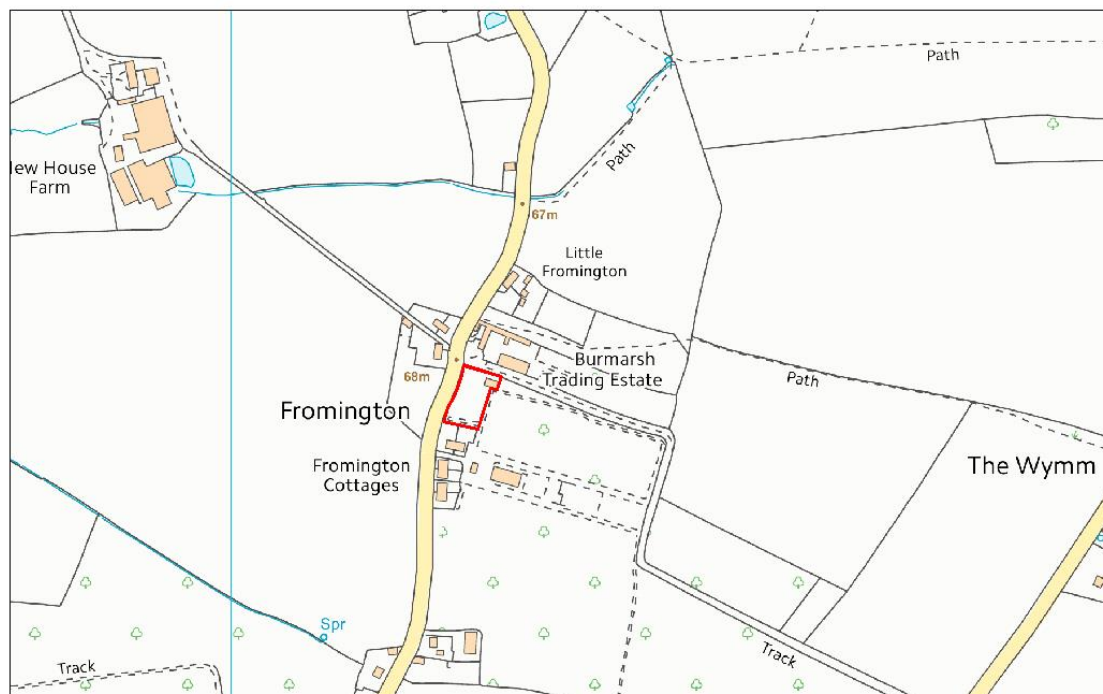 Path
Path
lew House
Farm
67m
Little
Fromington
Burmarsh
Trading Estate
68m
Path
Fromington
Fromington
Cottages
The Wymm
Spr
Track
Track